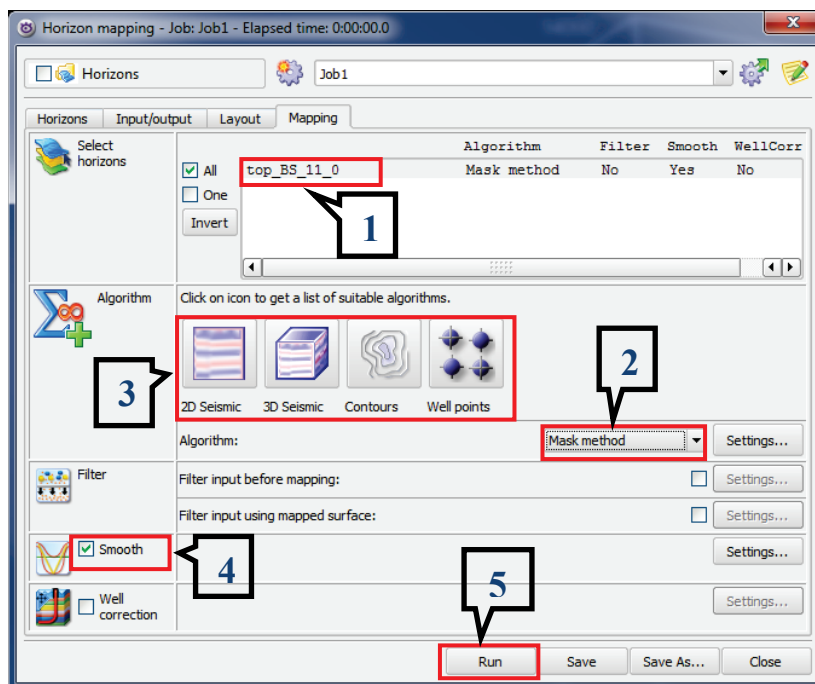 Horizon mapping - Job: Job1 - Elapsed time: 0:00:00.0
Horizons
Job1
Horizons Input/output Layout Mapping
Select horizons
Algorithm Filter Smooth WellCorr
All top_BS_11_0 Mask method No Yes No
One
1
Invert
Algorithm Click on icon to get a list of suitable algorithms.
3
2
2D Seismic 3D Seismic Contours Well points
Algorithm: Mask method Settings...
Filter Filter input before mapping: Settings...
Filter input using mapped surface: Settings...
Smooth Settings...
4
5
Well correction Settings...
Run Save Save As... Close